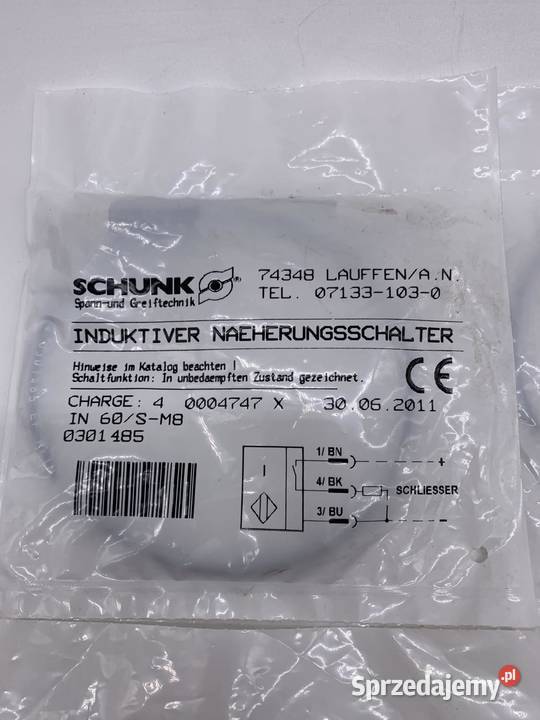 SCHUNK ®
Spann-und Greiftechnik
74348 LAUFFEN/A.N.
TEL. 07133-103-0
INDUKTIVER NAEHERUNGSSCHALTER
Hinweise im Katalog beachten !
Schaltfunktion: In unbedaempften Zustand gezeichnet.
CE
CHARGE: 4 0004747 X 30.06.2011
IN 60/S-M8
0301485
I
1/ BN +
4/ BK SCHLIESSER
3/ BU -
Sprzedajemy.pl